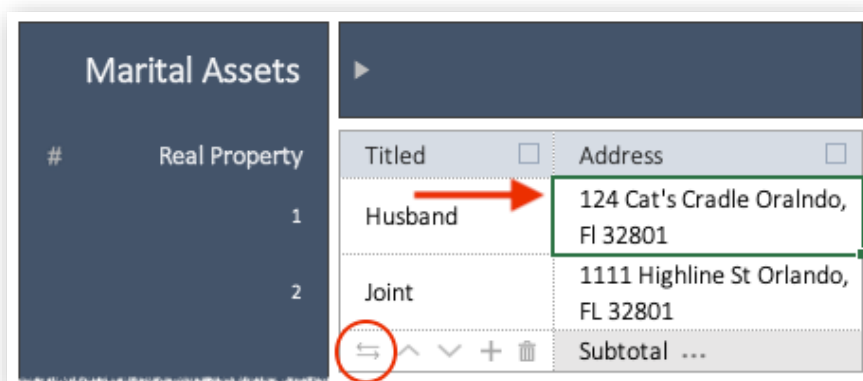 Marital Assets
# Real Property
Titled Address
1 Husband 124 Cat's Cradle Oralndo,
Fl 32801
2 Joint 1111 Highline St Orlando,
FL 32801
Subtotal ...